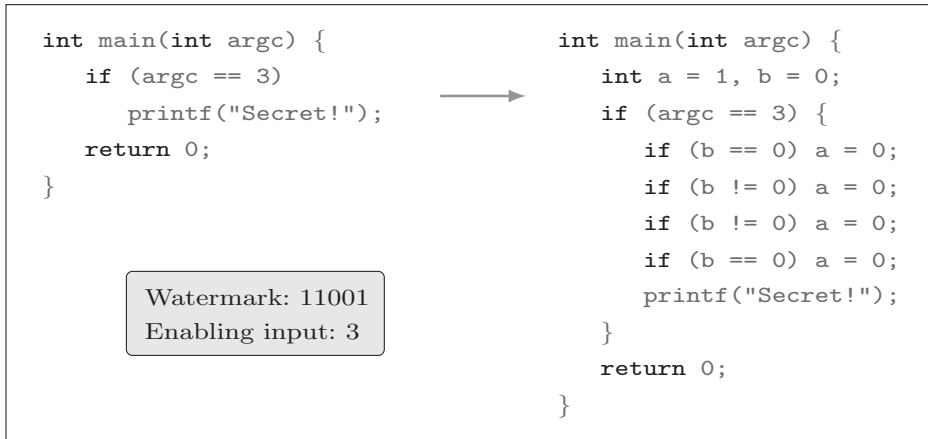 int main(int argc) {
if (argc == 3)
printf("Secret!");
return 0;
}
Watermark: 11001
Enabling input: 3
int main(int argc) {
int a = 1, b = 0;
if (argc == 3) {
if (b == 0) a = 0;
if (b != 0) a = 0;
if (b != 0) a = 0;
if (b == 0) a = 0;
printf("Secret!");
}
return 0;
}